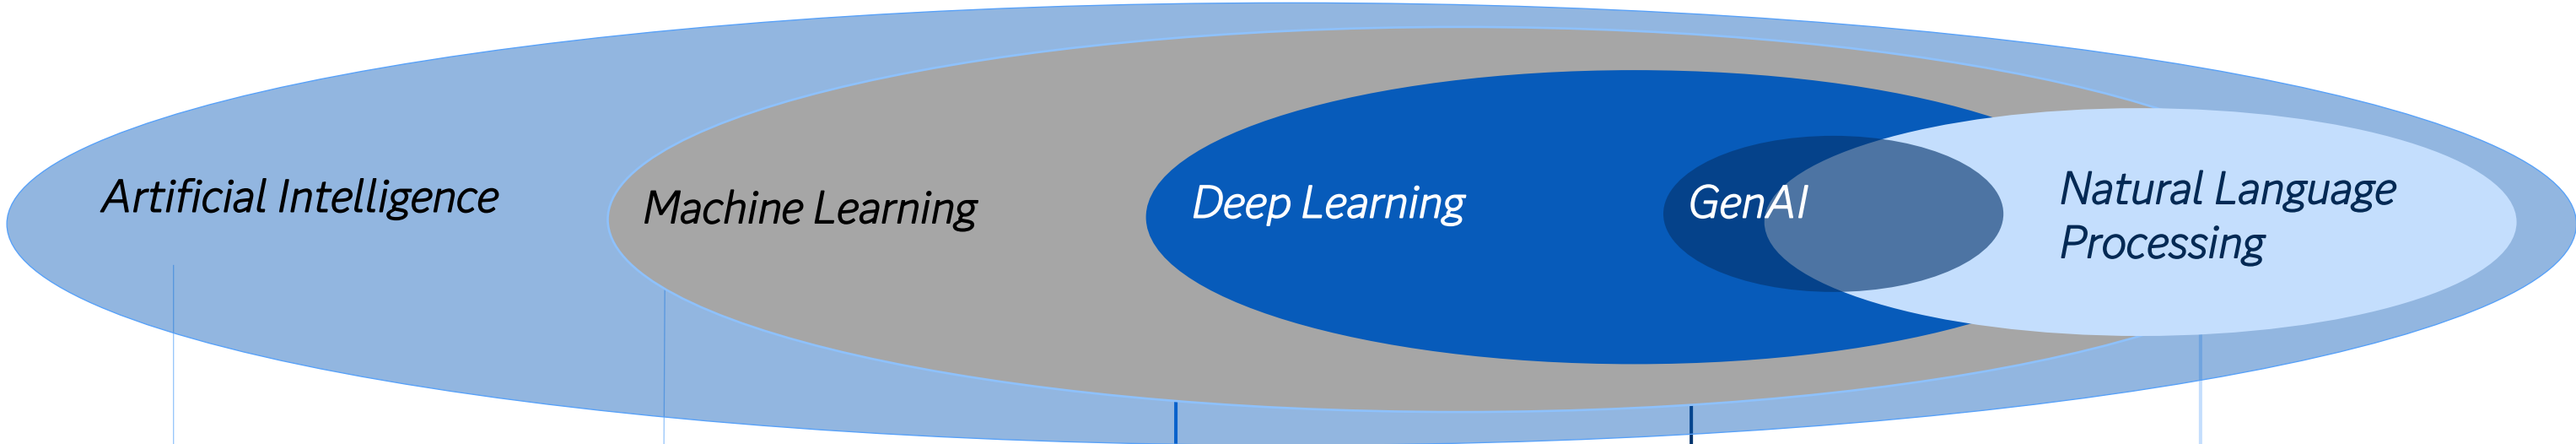 Artificial Intelligence
Machine Learning
Deep Learning
GenAI
Natural Language
Processing